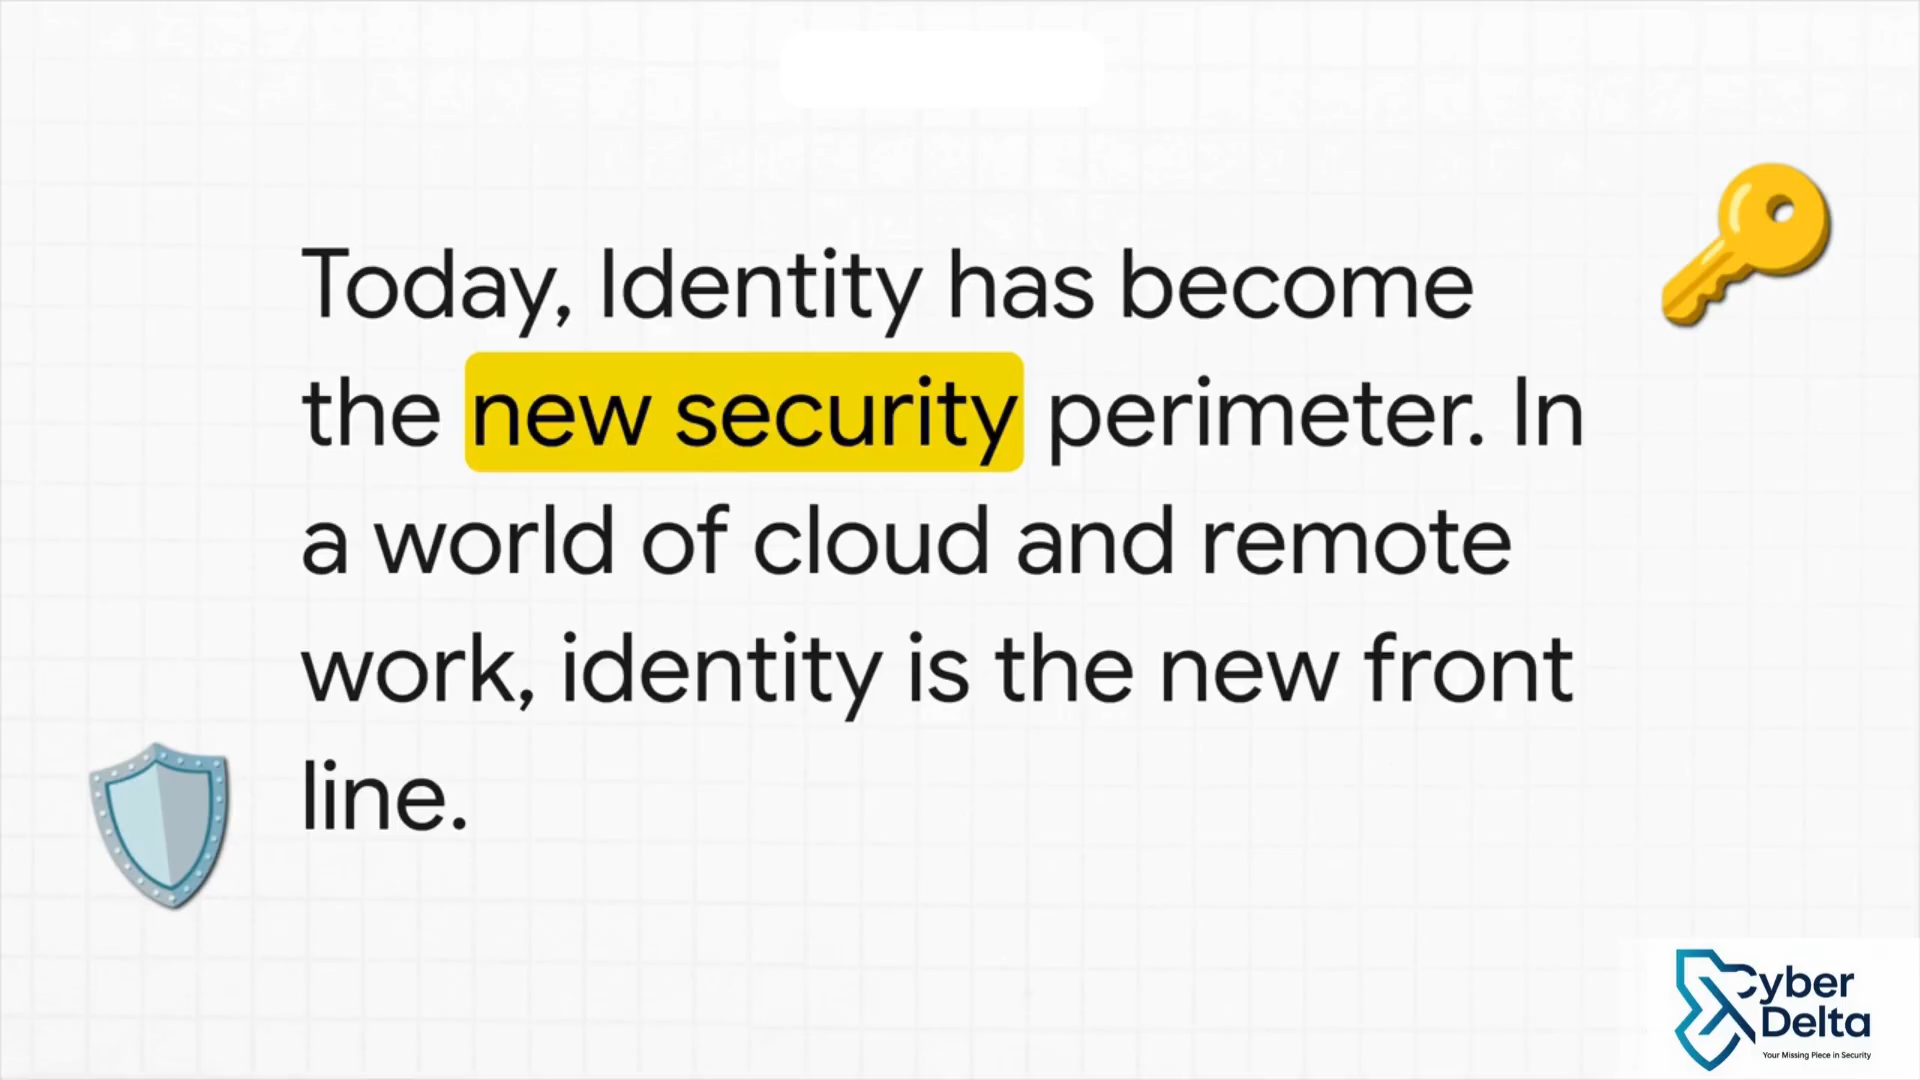 Today, Identity has become
the new security perimeter. In
a world of cloud and remote
work, identity is the new front
line.
Cyber
Delta
Your Missing Piece in Security